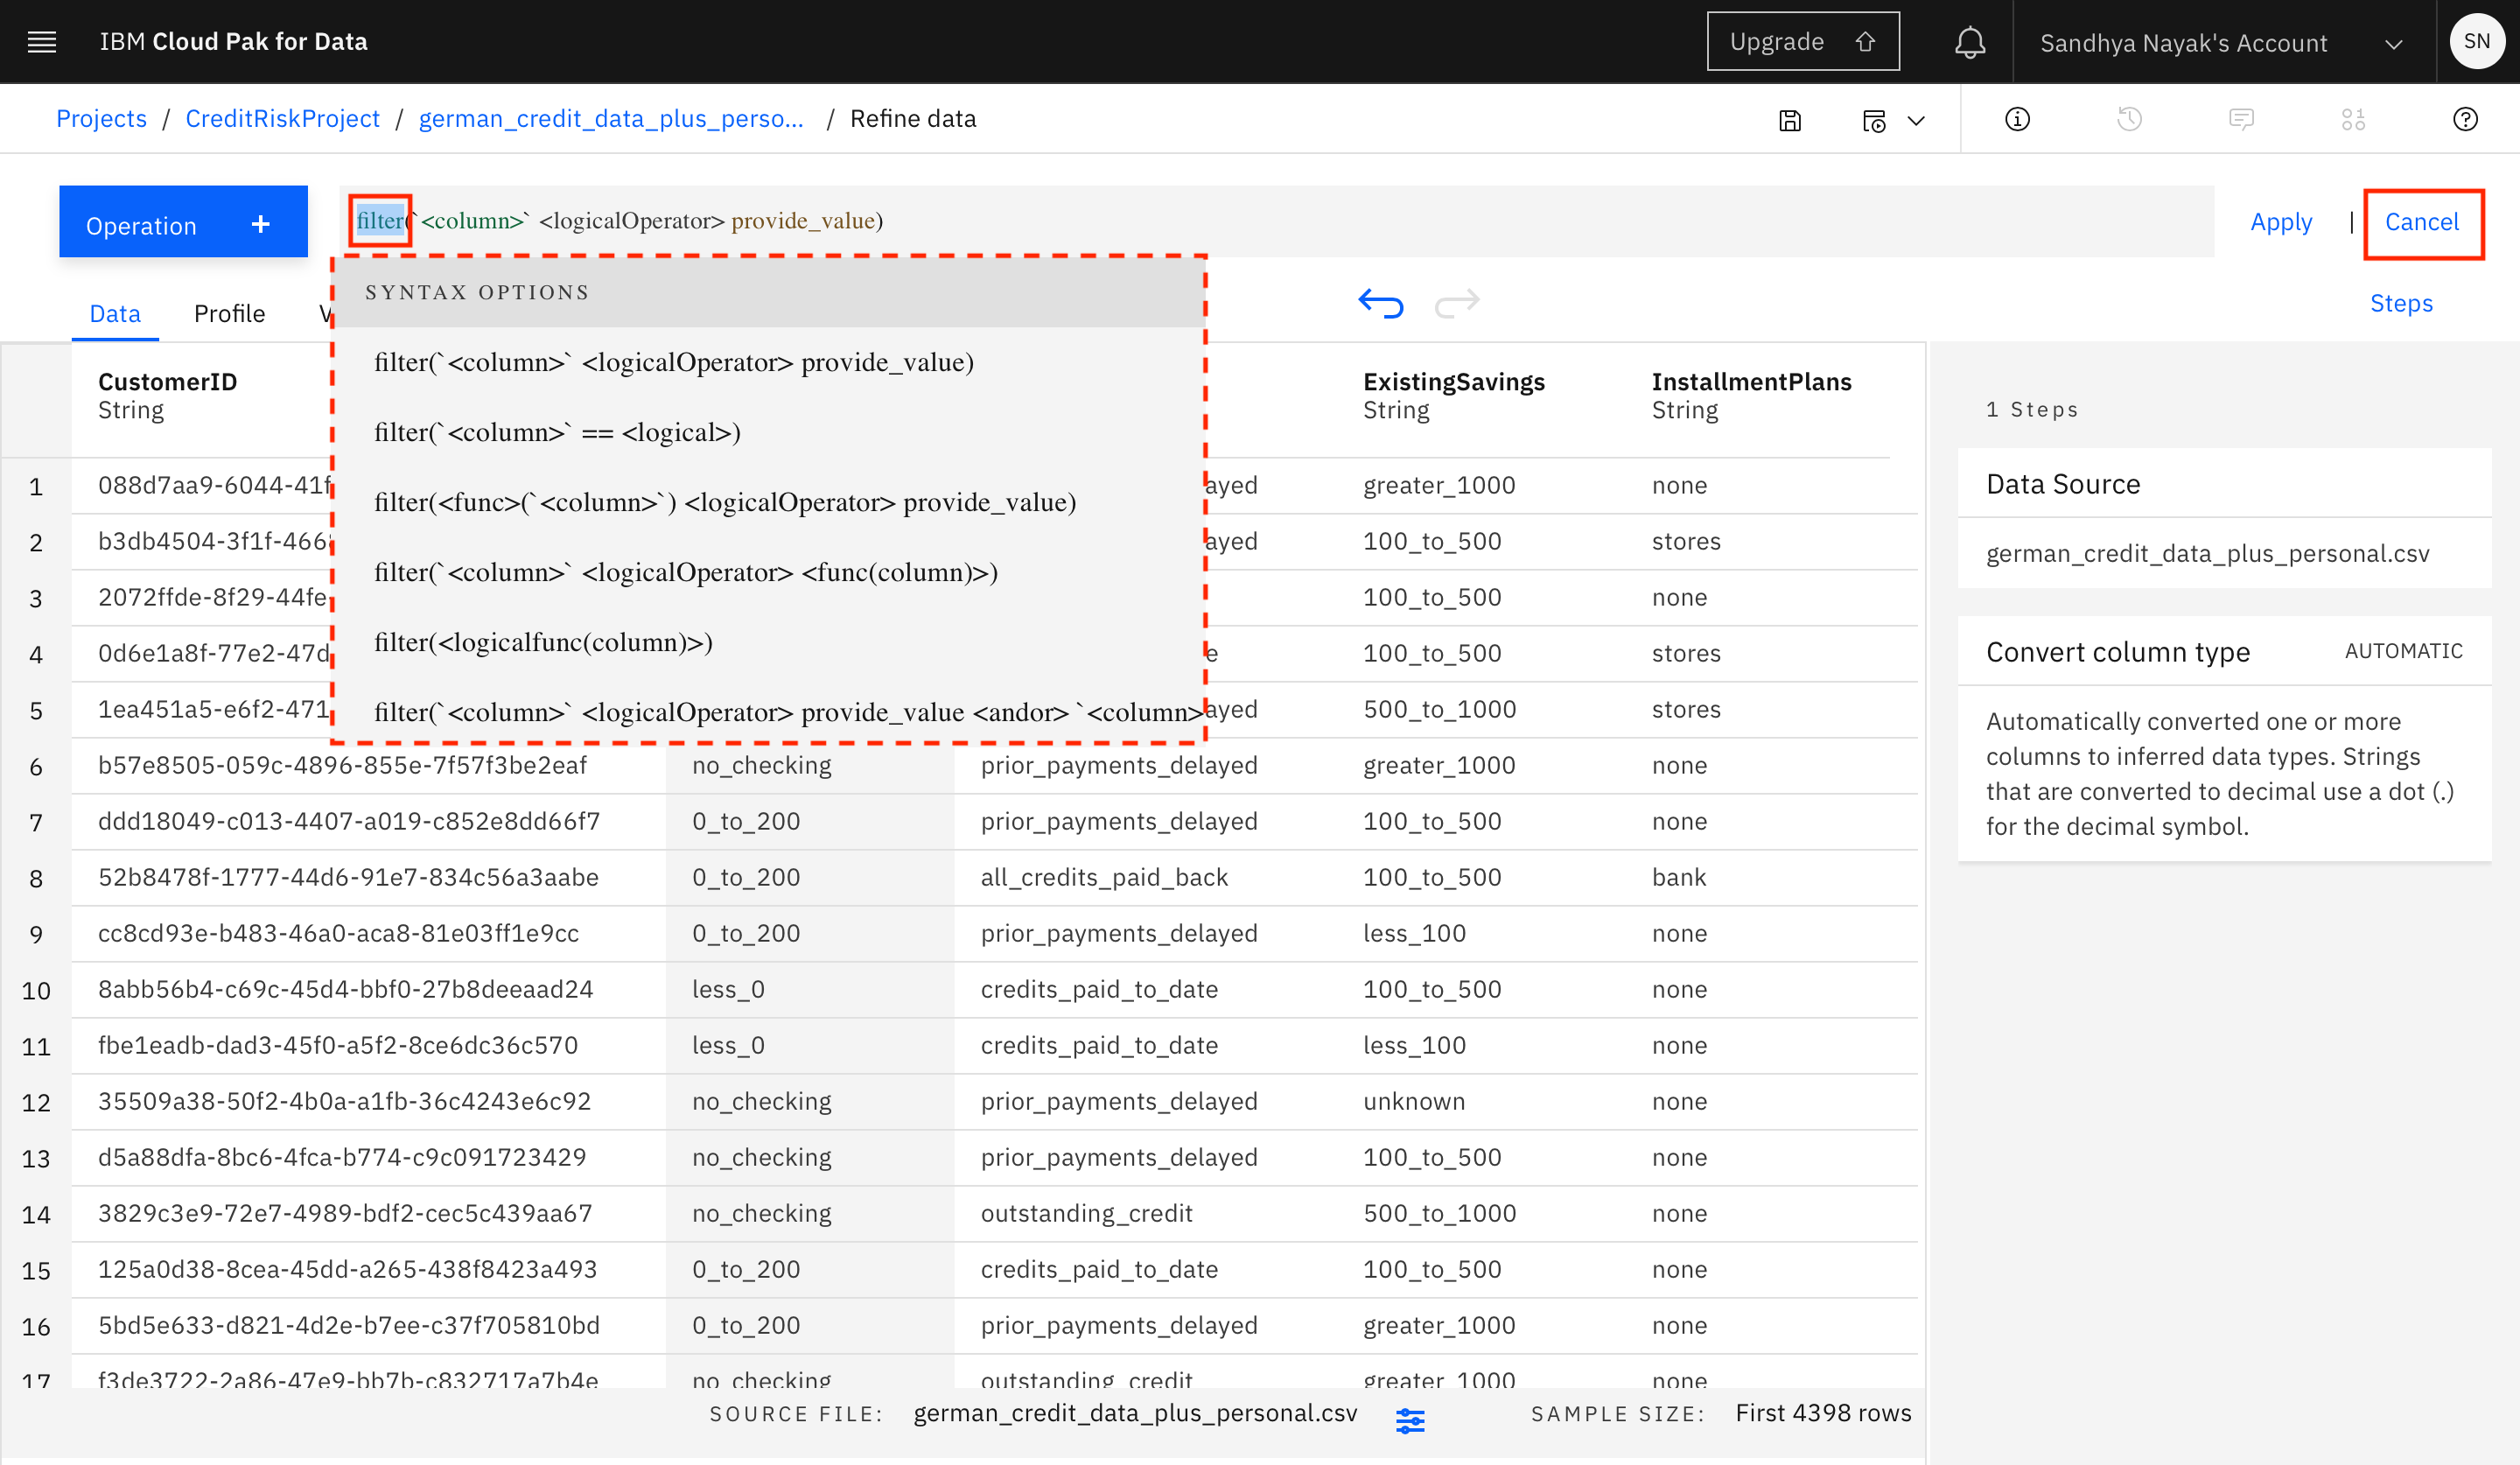 IBM Cloud Pak for Data
Upgrade
Sandhya Nayak's Account
SN
Projects / CreditRiskProject / german_credit_data_plus_perso... / Refine data
Operation +
filter(`<column>` <logicalOperator> provide_value)
Apply | Cancel
SYNTAX OPTIONS
filter(`<column>` <logicalOperator> provide_value)
filter(`<column>` == <logical>)
filter(<func>(`<column>`) <logicalOperator> provide_value)
filter(`<column>` <logicalOperator> <func(column)>)
filter(<logicalfunc(column)>)
filter(`<column>` <logicalOperator> provide_value <andor> `<column>
Data Profile V
Steps
CustomerID ExistingSavings InstallmentPlans
String String String
1 088d7aa9-6044-41f ayed greater_1000 none
2 b3db4504-3f1f-466 ayed 100_to_500 stores
3 2072ffde-8f29-44fe- 100_to_500 none
4 0d6e1a8f-77e2-47d e 100_to_500 stores
5 1ea451a5-e6f2-471 ayed 500_to_1000 stores
6 b57e8505-059c-4896-855e-7f57f3be2eaf no_checking prior_payments_delayed greater_1000 none
7 ddd18049-c013-4407-a019-c852e8dd66f7 0_to_200 prior_payments_delayed 100_to_500 none
8 52b8478f-1777-44d6-91e7-834c56a3aabe 0_to_200 all_credits_paid_back 100_to_500 bank
9 cc8cd93e-b483-46a0-aca8-81e03ff1e9cc 0_to_200 prior_payments_delayed less_100 none
10 8abb56b4-c69c-45d4-bbf0-27b8deeaad24 less_0 credits_paid_to_date 100_to_500 none
11 fbe1eadb-dad3-45f0-a5f2-8ce6dc36c570 less_0 credits_paid_to_date less_100 none
12 35509a38-50f2-4b0a-a1fb-36c4243e6c92 no_checking prior_payments_delayed unknown none
13 d5a88dfa-8bc6-4fca-b774-c9c091723429 no_checking prior_payments_delayed 100_to_500 none
14 3829c3e9-72e7-4989-bdf2-cec5c439aa67 no_checking outstanding_credit 500_to_1000 none
15 125a0d38-8cea-45dd-a265-438f8423a493 0_to_200 credits_paid_to_date 100_to_500 none
16 5bd5e633-d821-4d2e-b7ee-c37f705810bd 0_to_200 prior_payments_delayed greater_1000 none
17 f3de3722-2a86-47e9-bb7b-c832717a7b4e no_checking outstanding_credit greater_1000 none
SOURCE FILE: german_credit_data_plus_personal.csv SAMPLE SIZE: First 4398 rows
1 Steps
Data Source
german_credit_data_plus_personal.csv
Convert column type AUTOMATIC
Automatically converted one or more
columns to inferred data types. Strings
that are converted to decimal use a dot (.)
for the decimal symbol.